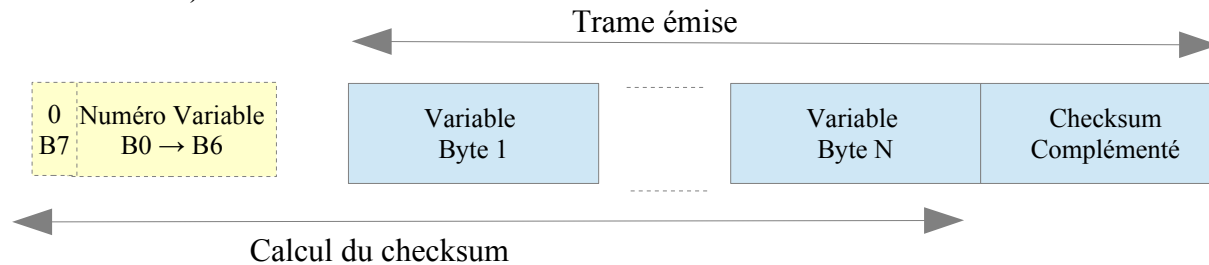 Trame émise
0 Numéro Variable
B7 B0 → B6
Variable
Byte 1
Variable
Byte N
Checksum
Complémenté
Calcul du checksum